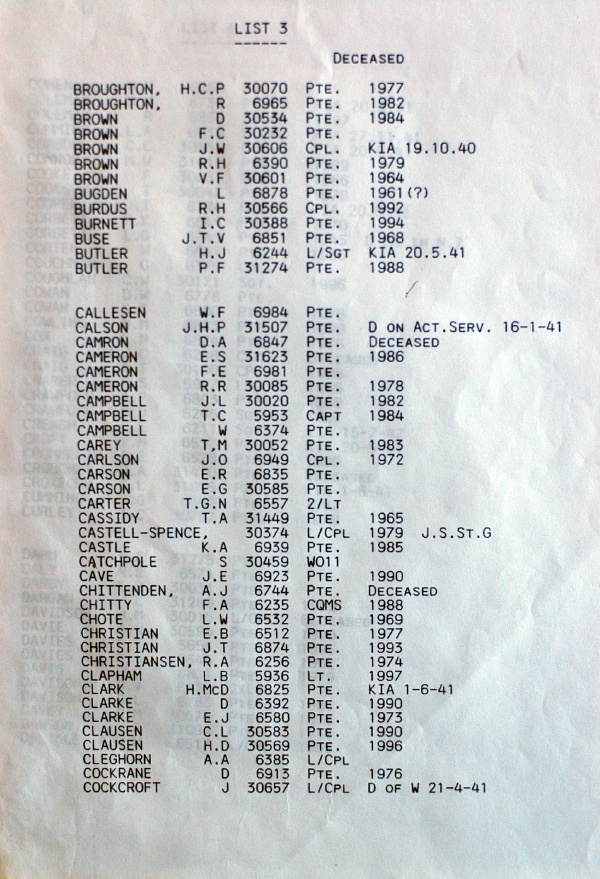 LIST 3
DECEASED
BROUGHTON, H.C.P 30070 PTE. 1977
BROUGHTON, R 6965 PTE. 1982
BROWN D 30534 PTE. 1984
BROWN F.C 30232 PTE.
BROWN J.W 30606 CPL. KIA 19.10.40
BROWN R.H 6390 PTE. 1979
BROWN V.F 30601 PTE. 1964
BUGDEN L 6878 PTE. 1961(?)
BURDUS R.H 30566 CPL. 1992
BURNETT I.C 30388 PTE. 1994
BUSE J.T.V 6851 PTE. 1968
BUTLER H.J 6244 L/SGT KIA 20.5.41
BUTLER P.F 31274 PTE. 1988
CALLESEN W.F 6984 PTE.
CALSON J.H.P 31507 PTE. D ON ACT.SERV. 16-1-41
CAMRON D.A 6847 PTE. DECEASED
CAMERON E.S 31623 PTE. 1986
CAMERON F.E 6981 PTE.
CAMERON R.R 30085 PTE. 1978
CAMPBELL J.L 30020 PTE. 1982
CAMPBELL T.C 5953 CAPT 1984
CAMPBELL W 6374 PTE.
CAREY T,M 30052 PTE. 1983
CARLSON J.O 6949 CPL. 1972
CARSON E.R 6835 PTE.
CARSON E.G 30585 PTE.
CARTER T.G.N 6557 2/LT
CASSIDY T.A 31449 PTE. 1965
CASTELL-SPENCE, 30374 L/CPL 1979 J.S.ST.G
CASTLE K.A 6939 PTE. 1985
CATCHPOLE S 30459 WO11
CAVE J.E 6923 PTE. 1990
CHITTENDEN, A.J 6744 PTE. DECEASED
CHITTY F.A 6235 CQMS 1988
CHOTE L.W 6532 PTE. 1969
CHRISTIAN E.B 6512 PTE. 1977
CHRISTIAN J.T 6874 PTE. 1993
CHRISTIANSEN, R.A 6256 PTE. 1974
CLAPHAM L.B 5936 LT. 1997
CLARK H.McD 6825 PTE. KIA 1-6-41
CLARKE D 6392 PTE. 1990
CLARKE E.J 6580 PTE. 1973
CLAUSEN C.L 30583 PTE. 1990
CLAUSEN H.D 30569 PTE. 1996
CLEGHORN A.A 6385 L/CPL
COCKRANE D 6913 PTE. 1976
COCKCROFT J 30657 L/CPL D OF W 21-4-41